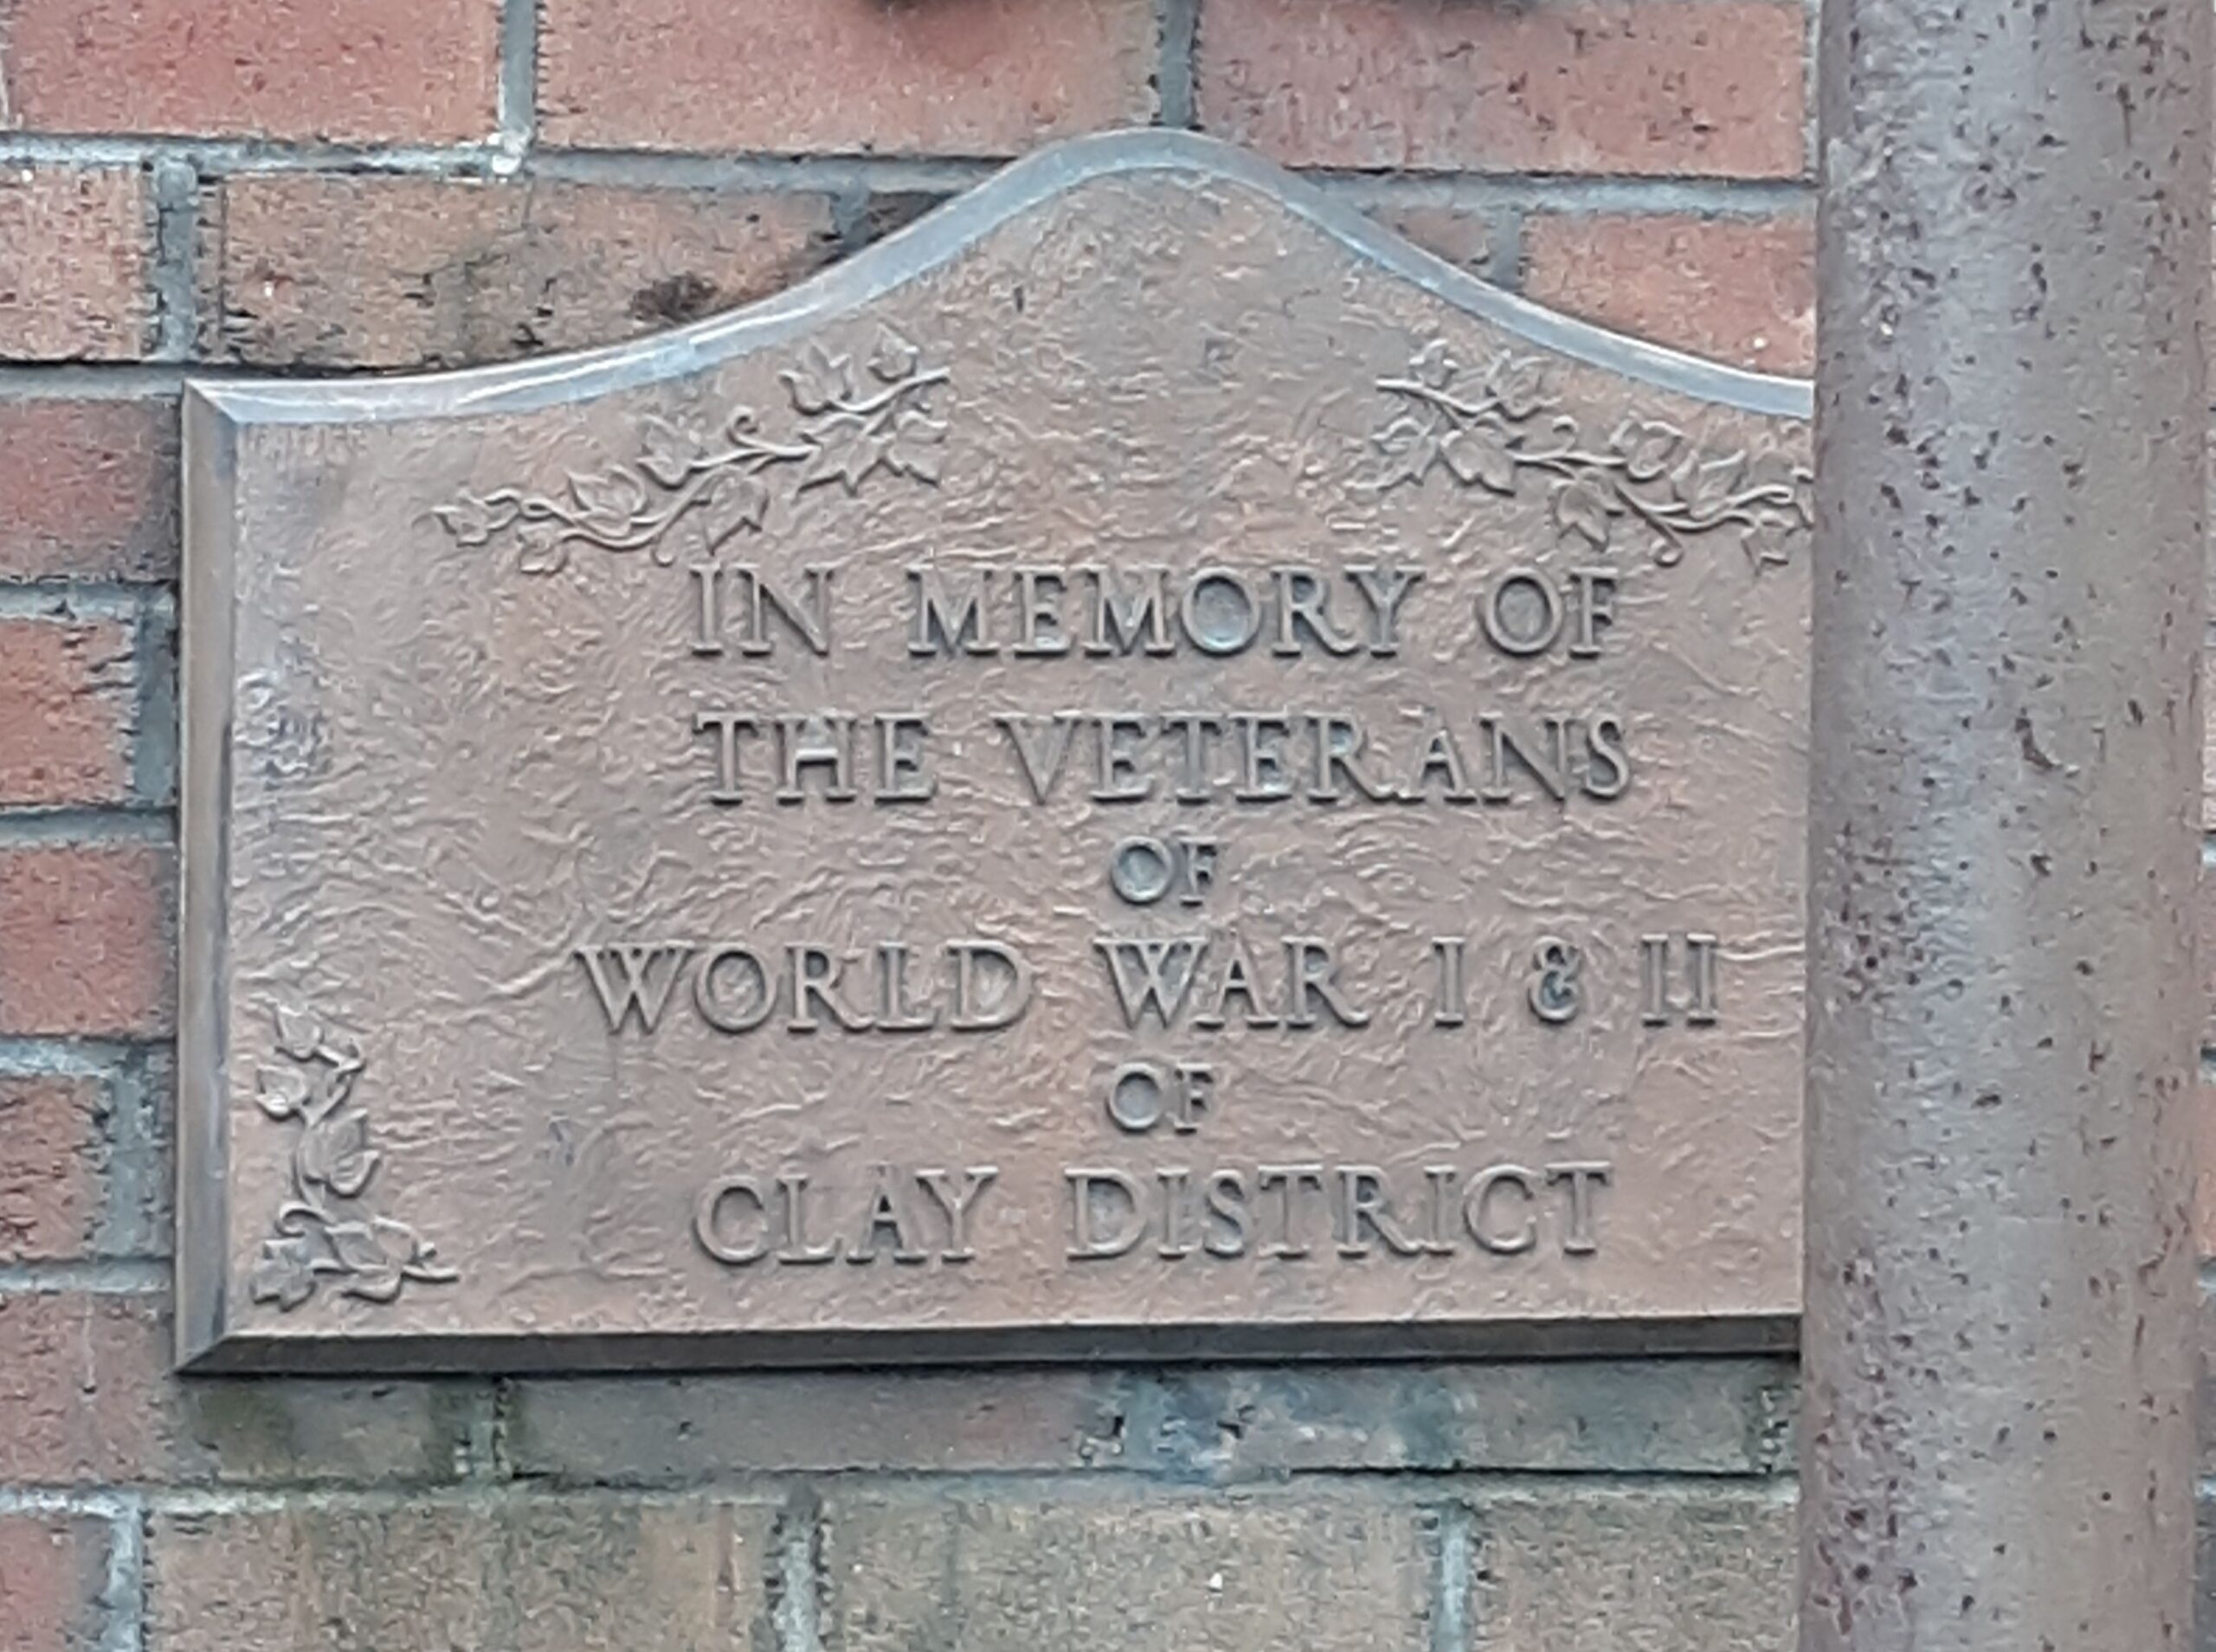 IN MEMORY OF
THE VETERANS
OF
WORLD WAR I & II
OF
CLAY DISTRICT